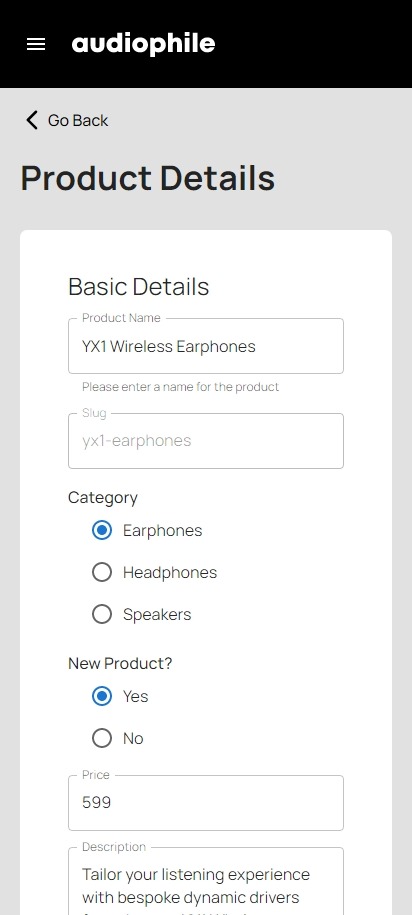 audiophile
Go Back
Product Details
Basic Details
Product Name
YX1 Wireless Earphones
Please enter a name for the product
Slug
yx1-earphones
Category
Earphones
Headphones
Speakers
New Product?
Yes
No
Price
599
Description
Tailor your listening experience
with bespoke dynamic drivers